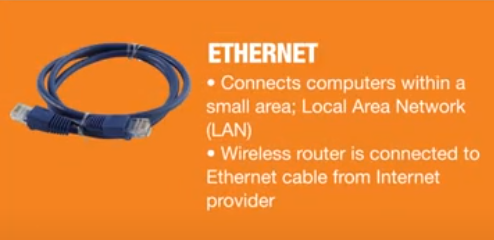 ETHERNET
• Connects computers within a
small area; Local Area Network
(LAN)
• Wireless router is connected to
Ethernet cable from Internet
provider